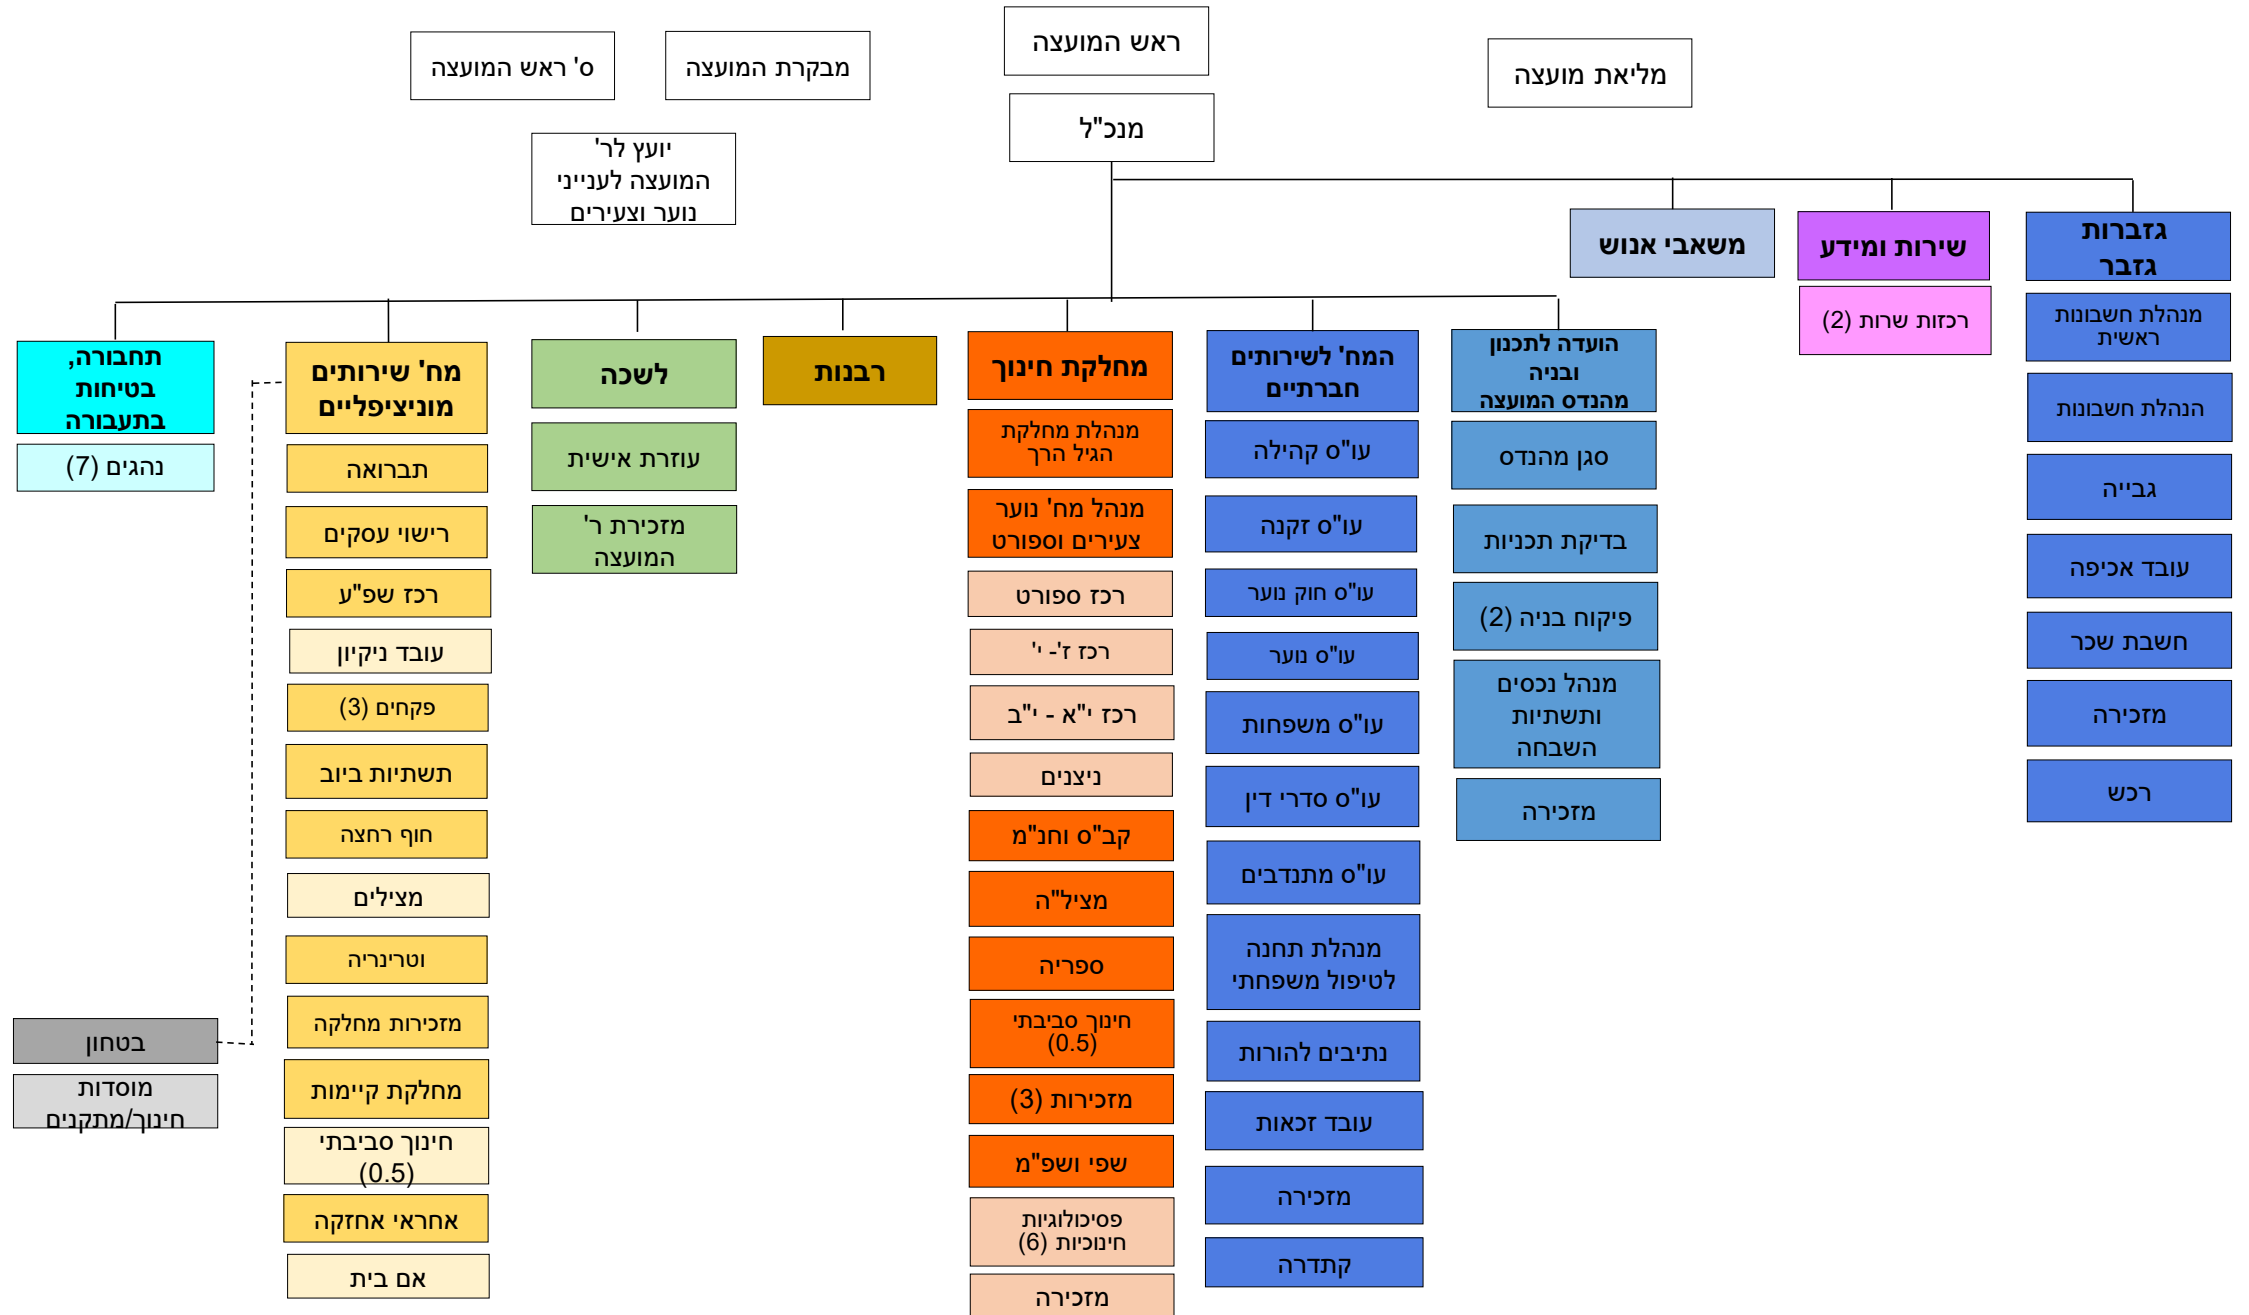 ראש המועצה
מליאת מועצה
מבקרת המועצה
ס' ראש המועצה
מנכ"ל
יועץ לר'
המועצה לענייני
נוער וצעירים
גזברות
גזבר
מנהלת חשבונות
ראשית
הנהלת חשבונות
גבייה
עובד אכיפה
חשבת שכר
מזכירה
רכש
שירות ומידע
רכזות שרות (2)
משאבי אנוש
הועדה לתכנון
ובניה
מהנדס המועצה
סגן מהנדס
בדיקת תכניות
פיקוח בניה (2)
מנהל נכסים
ותשתיות
השבחה
מזכירה
המח' לשירותים
חברתיים
עו"ס קהילה
עו"ס זקנה
עו"ס חוק נוער
עו"ס נוער
עו"ס משפחות
עו"ס סדרי דין
עו"ס מתנדבים
מנהלת תחנה
לטיפול משפחתי
נתיבים להורות
עובד זכאות
מזכירה
קתדרה
מחלקת חינוך
מנהלת מחלקת
הגיל הרך
מנהל מח' נוער
צעירים וספורט
רכז ספורט
רכז ז'- י'
רכז י"א - י"ב
ניצנים
קב"ס וחנ"מ
מציל"ה
ספריה
חינוך סביבתי
(0.5)
מזכירות (3)
שפי ושפ"מ
פסיכולוגיות
חינוכיות (6)
מזכירה
רבנות
לשכה
עוזרת אישית
מזכירת ר'
המועצה
מח' שירותים
מוניציפליים
תברואה
רישוי עסקים
רכז שפ"ע
עובד ניקיון
פקחים (3)
תשתיות ביוב
חוף רחצה
מצילים
וטרינריה
מזכירות מחלקה
מחלקת קיימות
חינוך סביבתי
(0.5)
אחראי אחזקה
אם בית
תחבורה,
בטיחות
בתעבורה
נהגים (7)
בטחון
מוסדות
חינוך/מתקנים